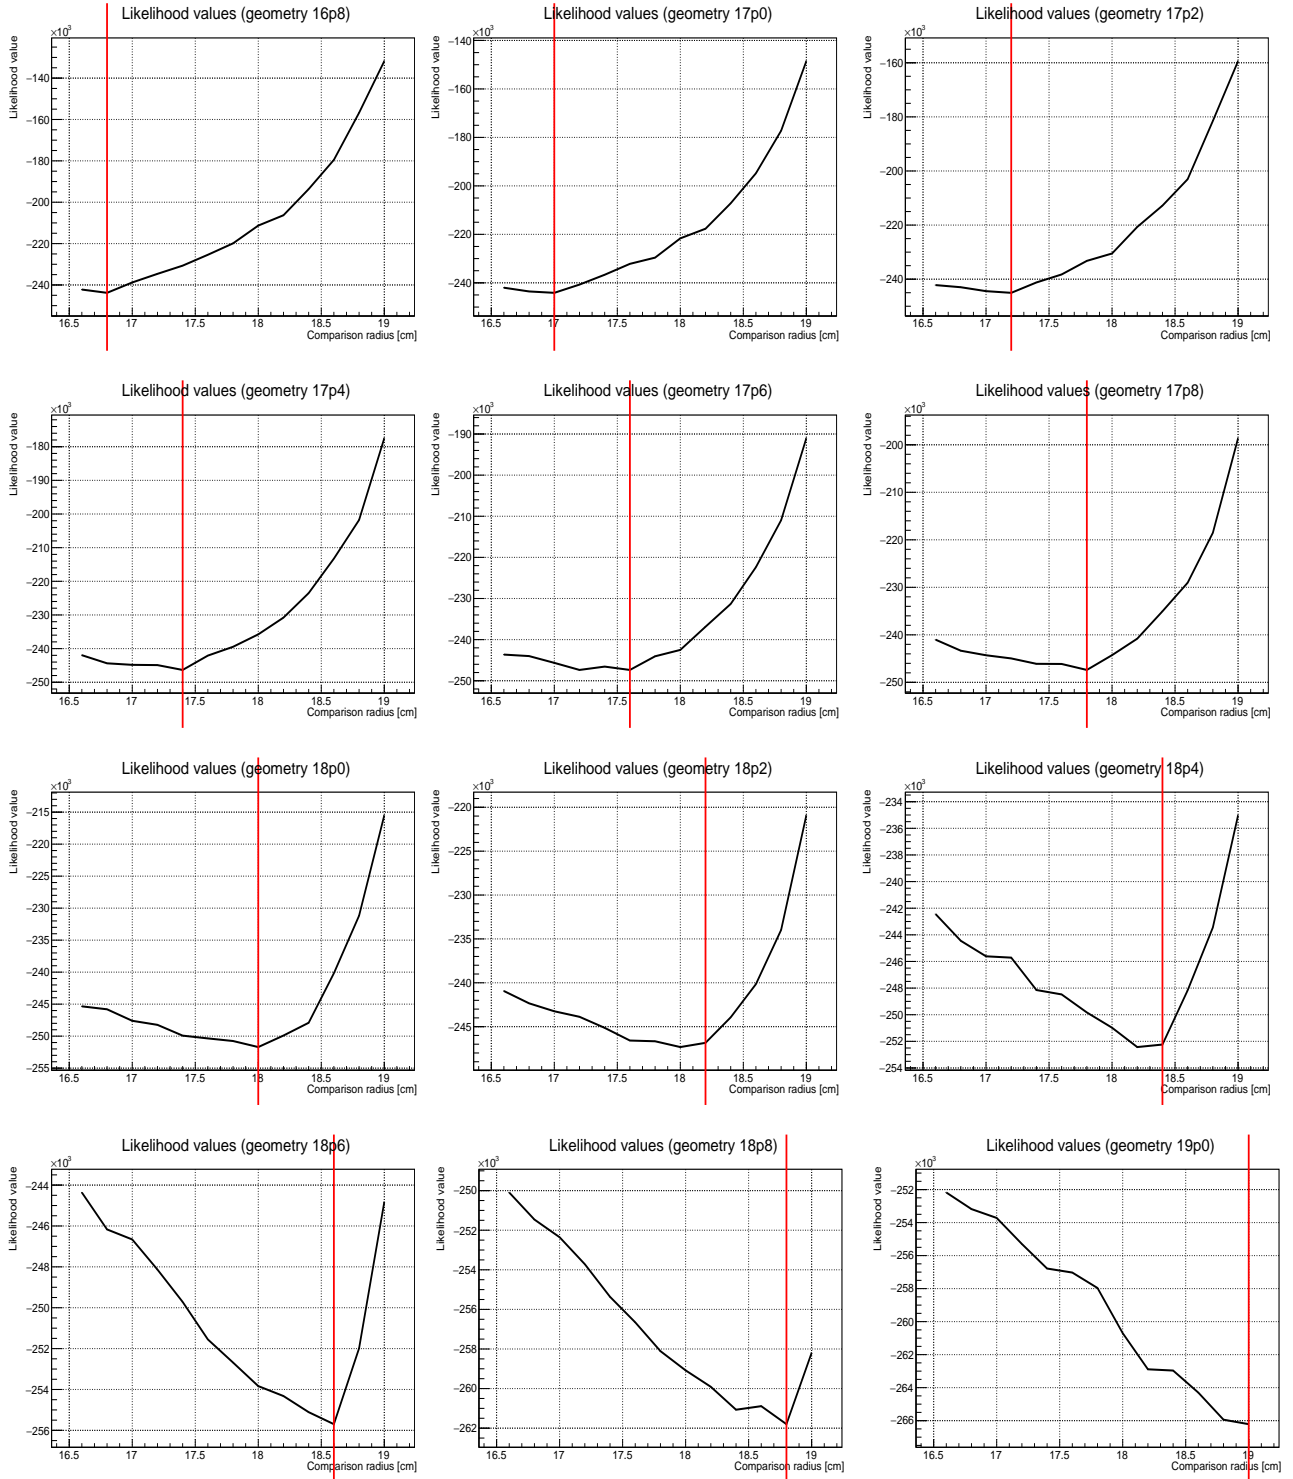 Likelihood values (geometry 16p8)
×10³
Likelihood value
−140
−160
−180
−200
−220
−240
16.5 17 17.5 18 18.5 19
Comparison radius [cm]
Likelihood values (geometry 17p0)
×10³
Likelihood value
−140
−160
−180
−200
−220
−240
16.5 17 17.5 18 18.5 19
Comparison radius [cm]
Likelihood values (geometry 17p2)
×10³
Likelihood value
−160
−180
−200
−220
−240
16.5 17 17.5 18 18.5 19
Comparison radius [cm]
Likelihood values (geometry 17p4)
×10³
Likelihood value
−180
−190
−200
−210
−220
−230
−240
−250
16.5 17 17.5 18 18.5 19
Comparison radius [cm]
Likelihood values (geometry 17p6)
×10³
Likelihood value
−190
−200
−210
−220
−230
−240
−250
16.5 17 17.5 18 18.5 19
Comparison radius [cm]
Likelihood values (geometry 17p8)
×10³
Likelihood value
−200
−210
−220
−230
−240
−250
16.5 17 17.5 18 18.5 19
Comparison radius [cm]
Likelihood values (geometry 18p0)
×10³
Likelihood value
−215
−220
−225
−230
−235
−240
−245
−250
−255
16.5 17 17.5 18 18.5 19
Comparison radius [cm]
Likelihood values (geometry 18p2)
×10³
Likelihood value
−220
−225
−230
−235
−240
−245
16.5 17 17.5 18 18.5 19
Comparison radius [cm]
Likelihood values (geometry 18p4)
×10³
Likelihood value
−234
−236
−238
−240
−242
−244
−246
−248
−250
−252
−254
16.5 17 17.5 18 18.5 19
Comparison radius [cm]
Likelihood values (geometry 18p6)
×10³
Likelihood value
−244
−246
−248
−250
−252
−254
−256
16.5 17 17.5 18 18.5 19
Comparison radius [cm]
Likelihood values (geometry 18p8)
×10³
Likelihood value
−250
−252
−254
−256
−258
−260
−262
16.5 17 17.5 18 18.5 19
Comparison radius [cm]
Likelihood values (geometry 19p0)
×10³
Likelihood value
−252
−254
−256
−258
−260
−262
−264
−266
16.5 17 17.5 18 18.5 19
Comparison radius [cm]